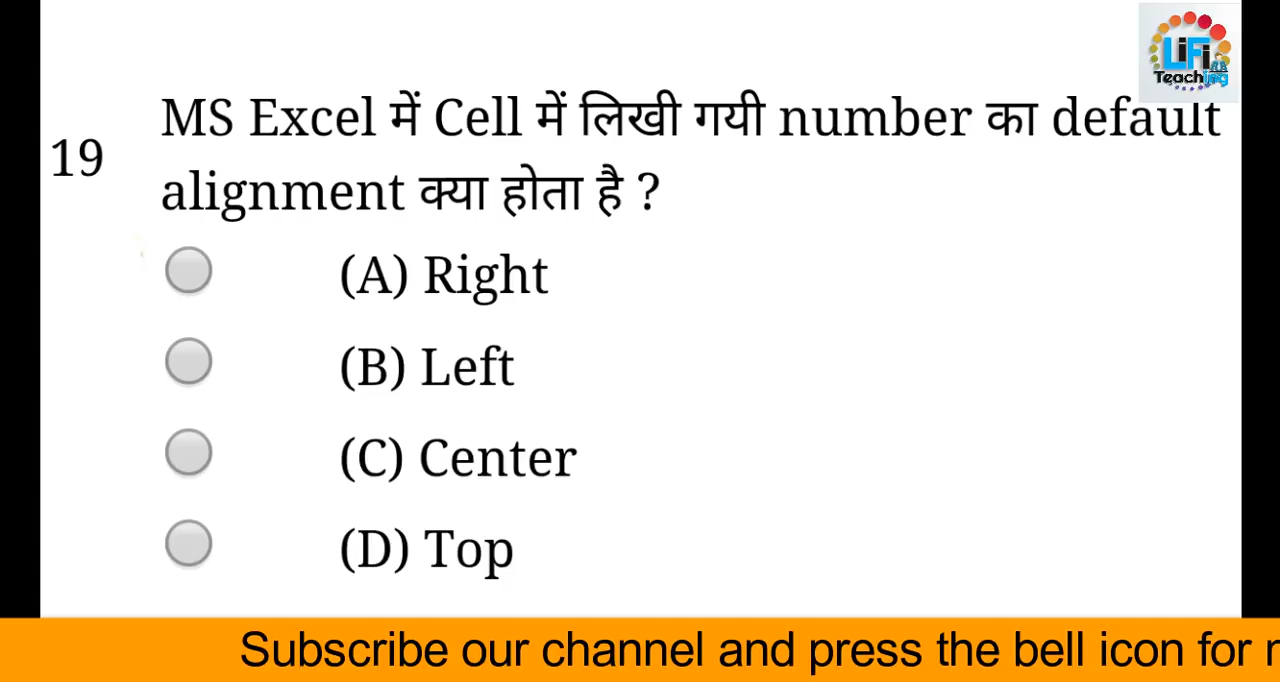 LiFi
Teaching
19
MS Excel में Cell में लिखी गयी number का default
alignment क्या होता है ?
(A) Right
(B) Left
(C) Center
(D) Top
Subscribe our channel and press the bell icon for